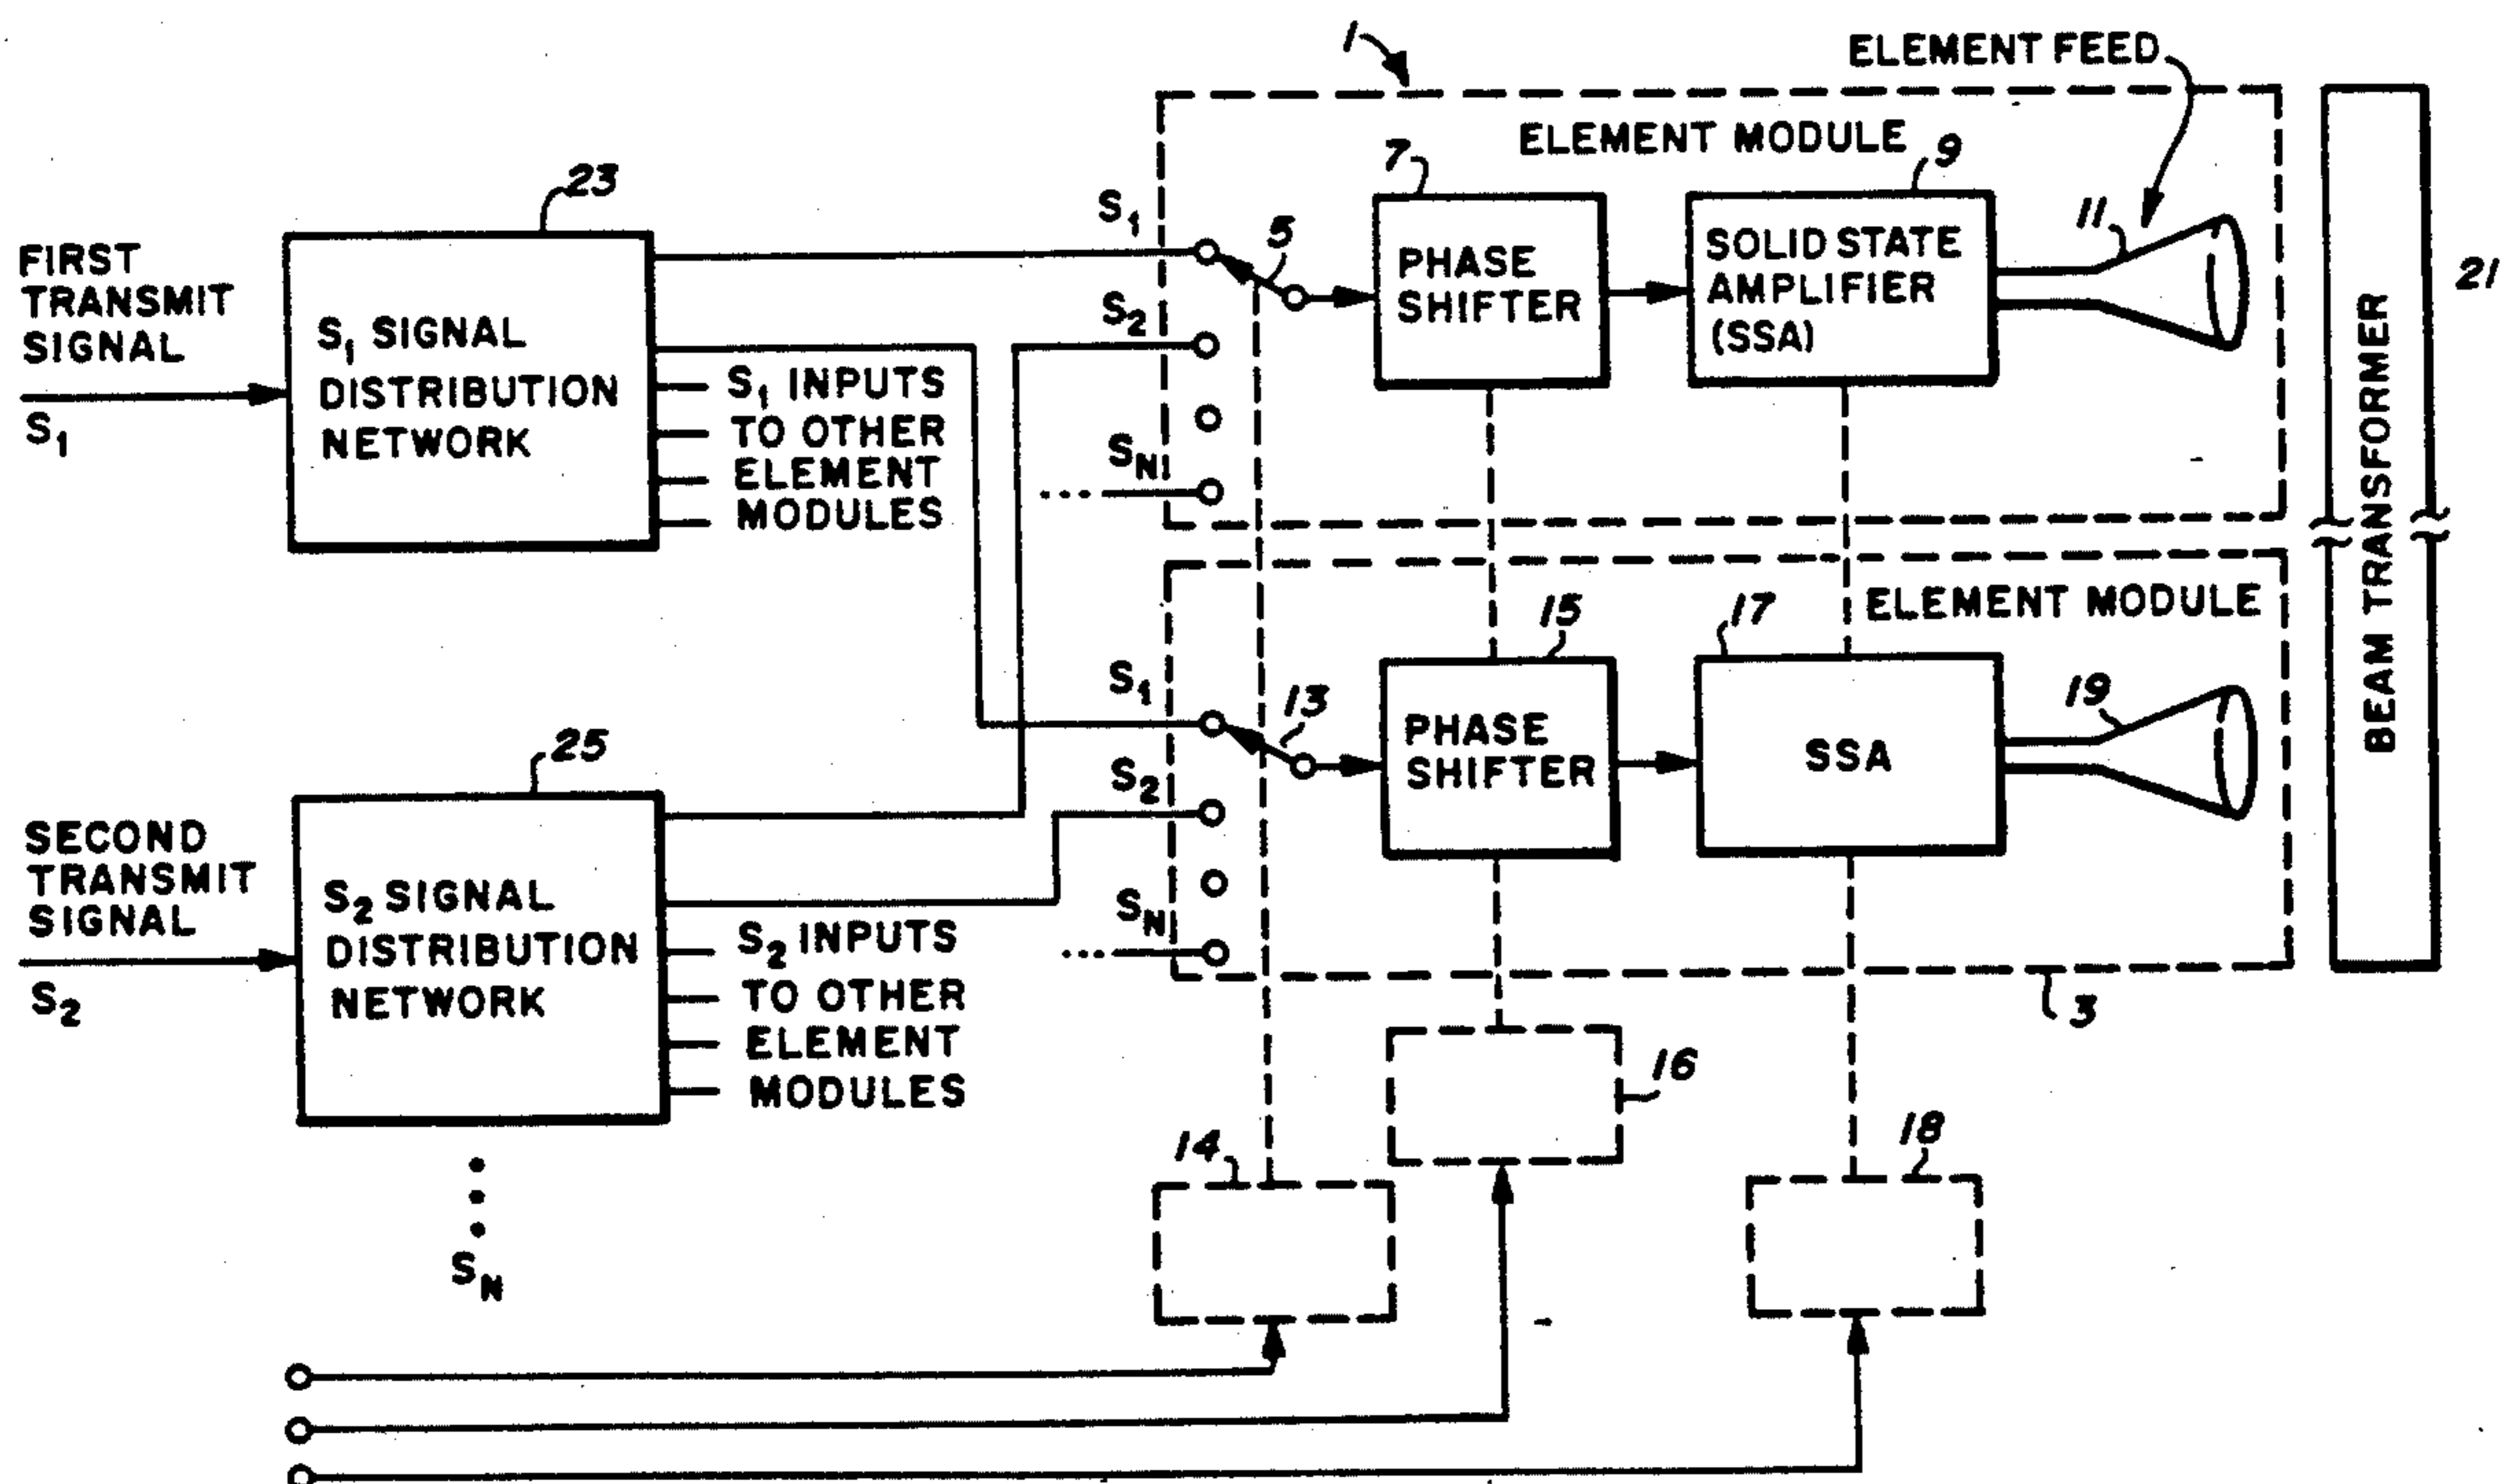 1
ELEMENT FEED
ELEMENT MODULE
7
9
11
21
23
S1
5
PHASE
SHIFTER
SOLID STATE
AMPLIFIER
(SSA)
FIRST
TRANSMIT
SIGNAL
S1
S1 SIGNAL
DISTRIBUTION
NETWORK
S1 INPUTS
TO OTHER
ELEMENT
MODULES
S2
SN
BEAM TRANSFORMER
ELEMENT MODULE
15
17
19
S1
13
PHASE
SHIFTER
SSA
S2
SN
3
25
SECOND
TRANSMIT
SIGNAL
S2
S2 SIGNAL
DISTRIBUTION
NETWORK
S2 INPUTS
TO OTHER
ELEMENT
MODULES
16
14
18
SN